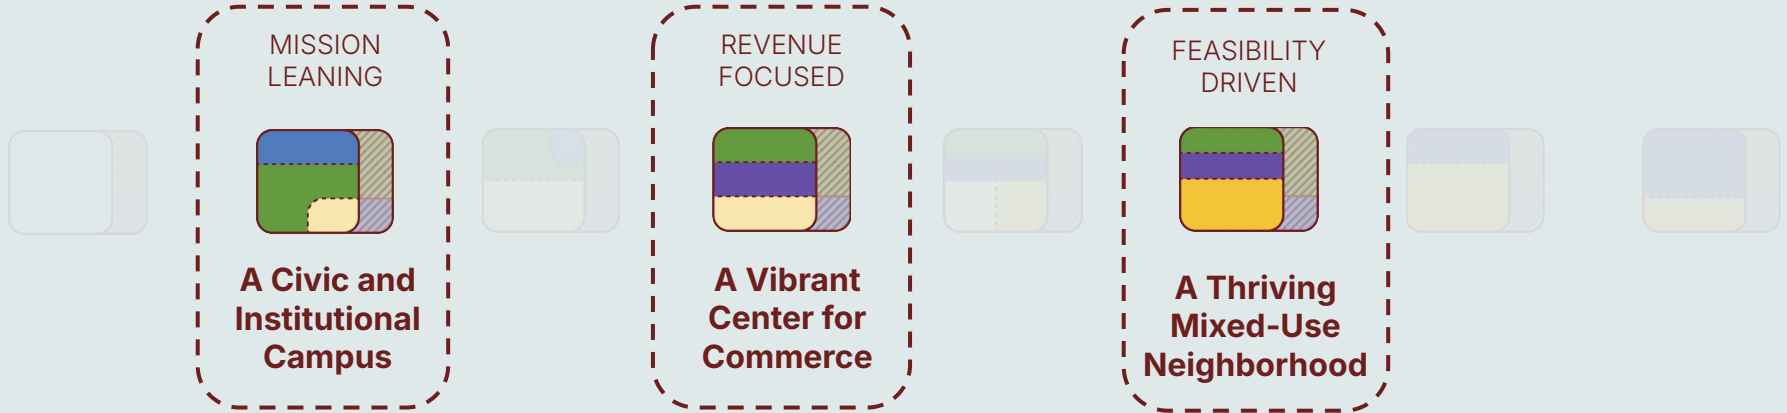 MISSION
LEANING
A Civic and
Institutional
Campus
REVENUE
FOCUSED
A Vibrant
Center for
Commerce
FEASIBILITY
DRIVEN
A Thriving
Mixed-Use
Neighborhood